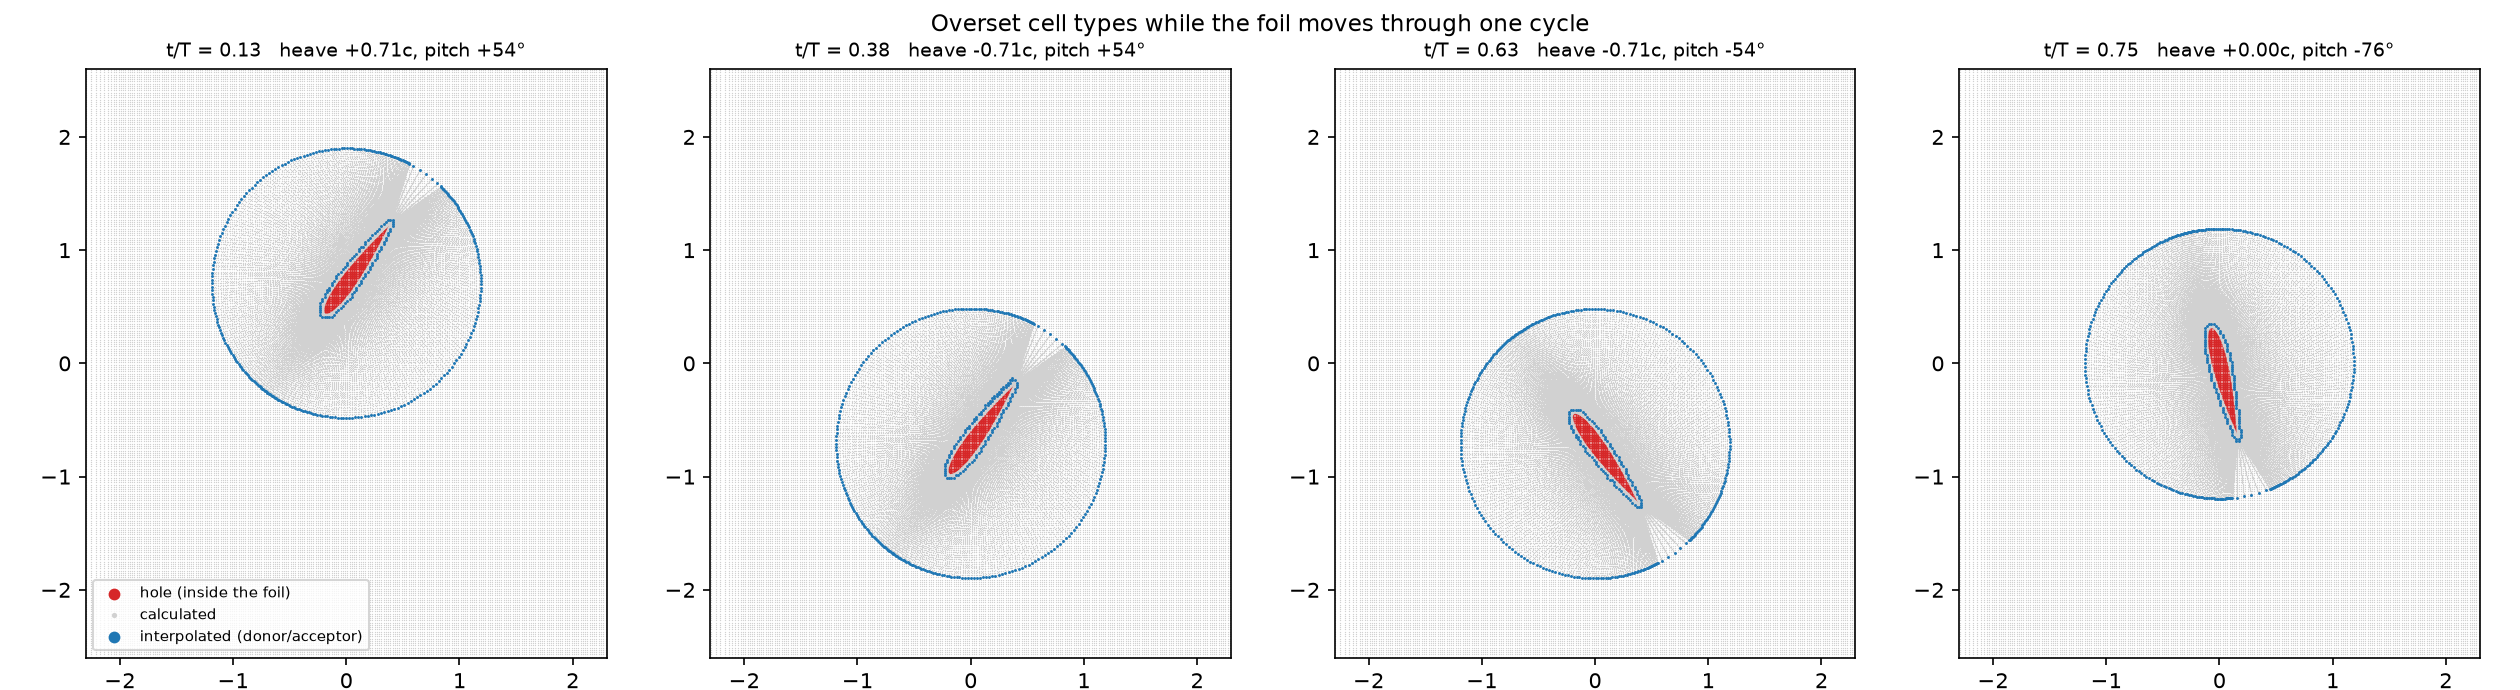 Overset cell types while the foil moves through one cycle
t/T = 0.13   heave +0.71c, pitch +54°
t/T = 0.38   heave -0.71c, pitch +54°
t/T = 0.63   heave -0.71c, pitch -54°
t/T = 0.75   heave +0.00c, pitch -76°
2
1
0
−1
−2
hole (inside the foil)
calculated
interpolated (donor/acceptor)
−2 −1 0 1 2
2
1
0
−1
−2
−2 −1 0 1 2
2
1
0
−1
−2
−2 −1 0 1 2
2
1
0
−1
−2
−2 −1 0 1 2